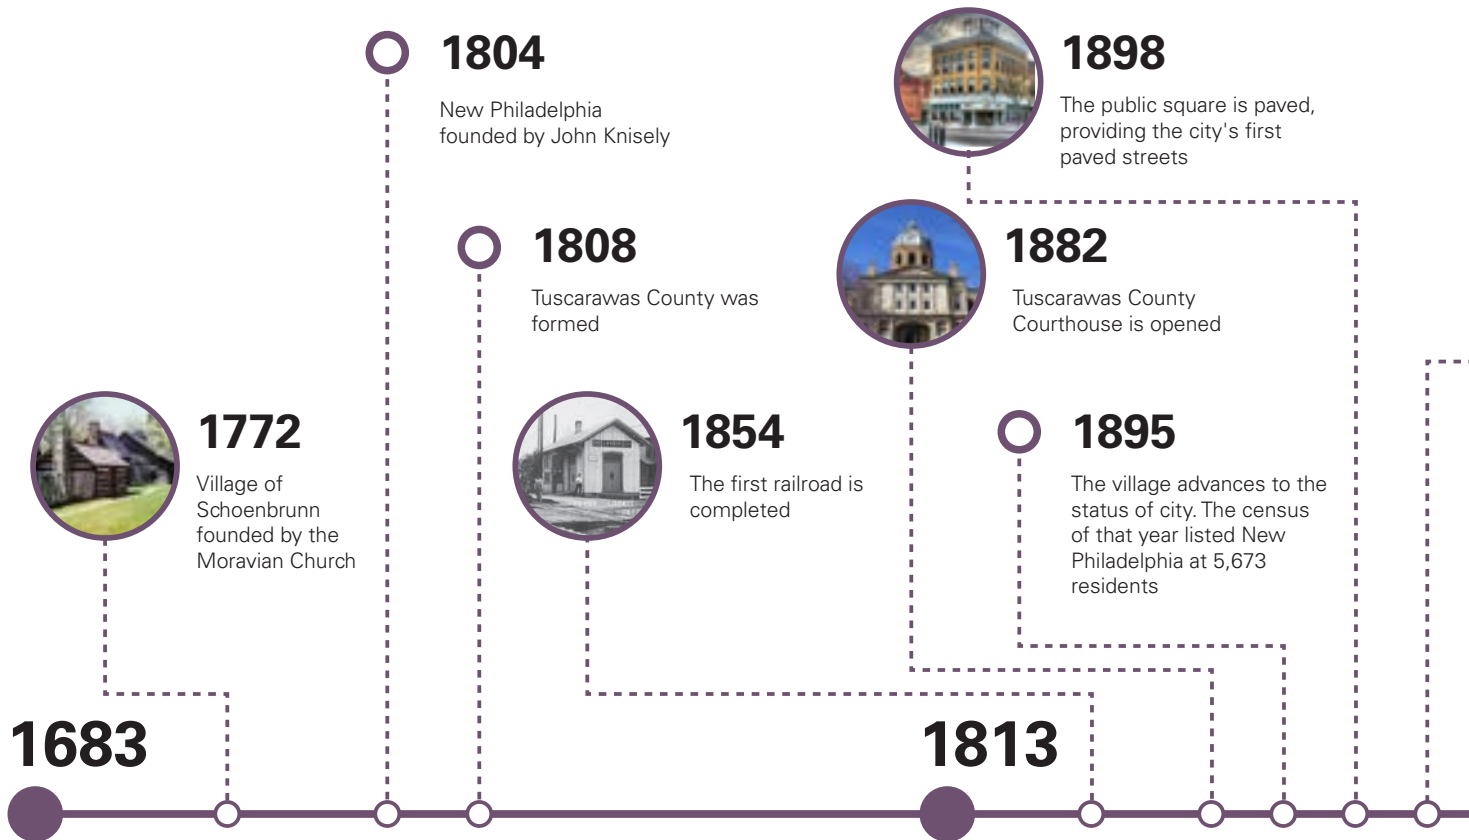 1804
New Philadelphia
founded by John Knisely
1898
The public square is paved,
providing the city's first
paved streets
1808
Tuscarawas County was
formed
1882
Tuscarawas County
Courthouse is opened
1772
Village of
Schoenbrunn
founded by the
Moravian Church
1854
The first railroad is
completed
1895
The village advances to the
status of city. The census
of that year listed New
Philadelphia at 5,673
residents
1683
1813